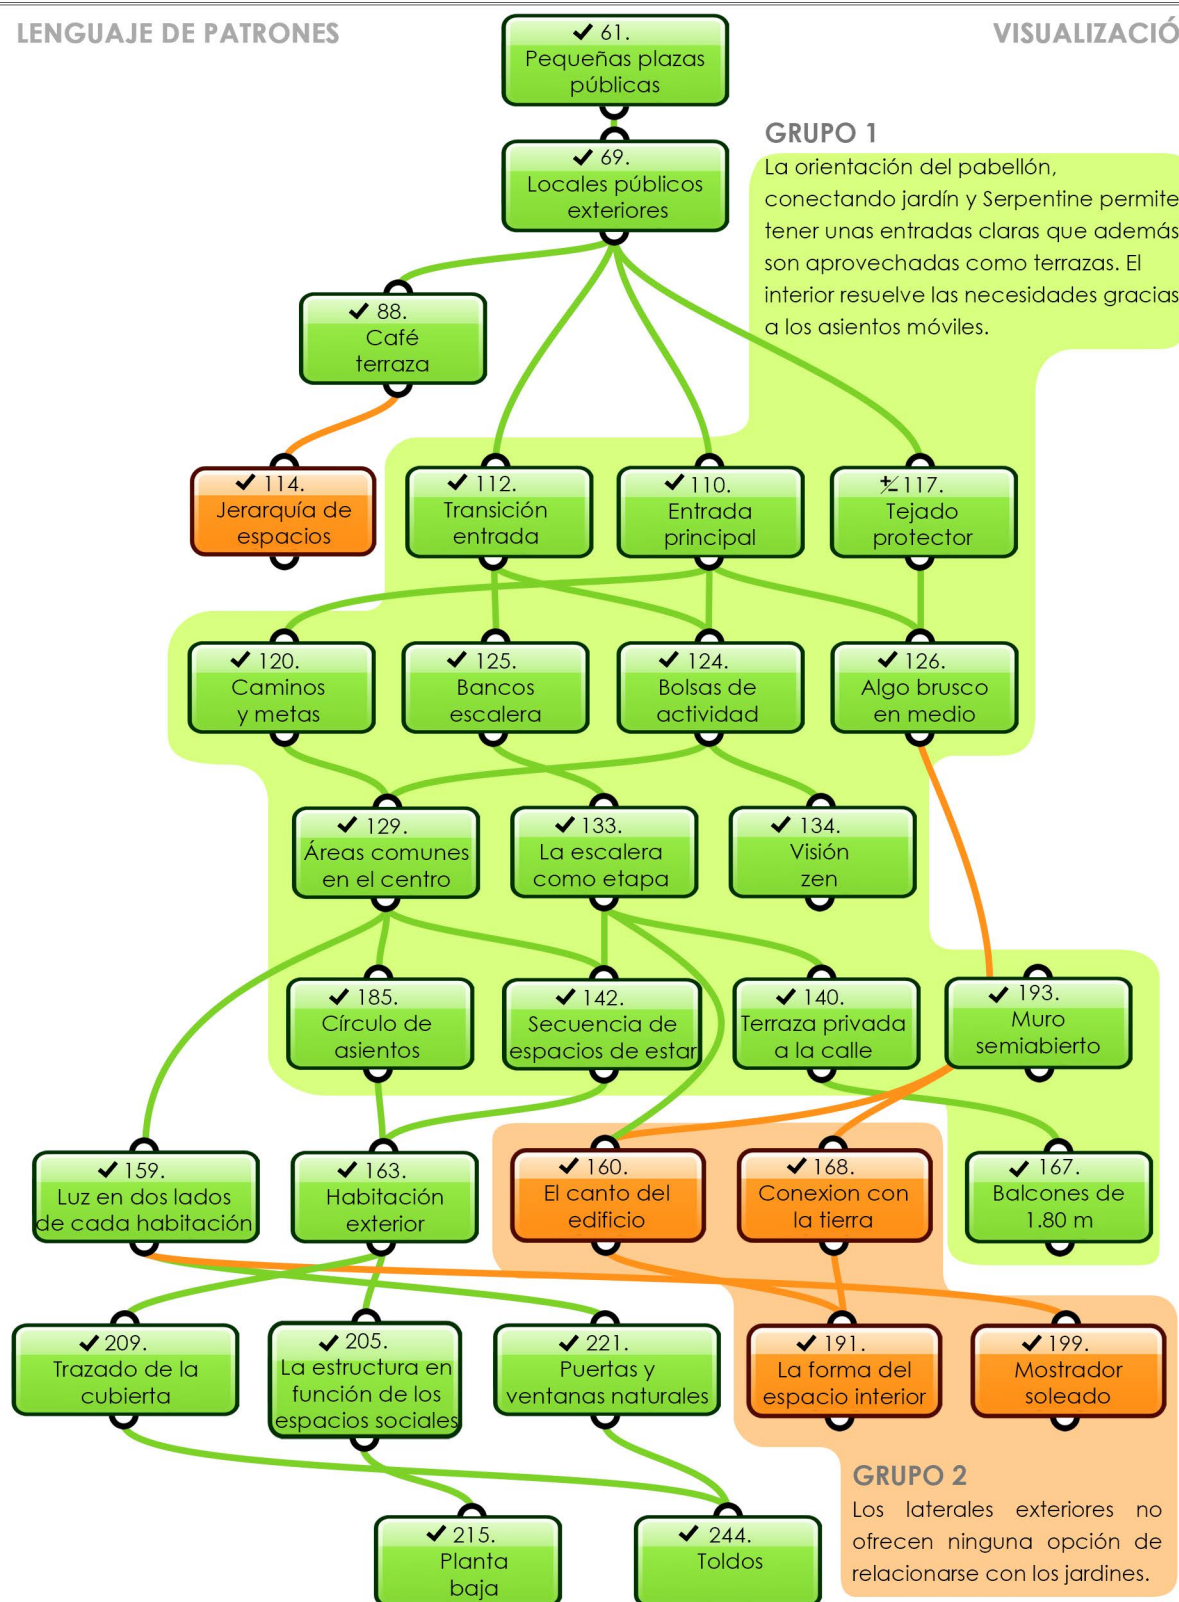 LENGUAJE DE PATRONES
VISUALIZACIÓ
✓ 61.
Pequeñas plazas
públicas
✓ 69.
Locales públicos
exteriores
GRUPO 1
La orientación del pabellón,
conectando jardín y Serpentine permite
tener unas entradas claras que además
son aprovechadas como terrazas. El
interior resuelve las necesidades gracias
a los asientos móviles.
✓ 88.
Café
terraza
✓ 114.
Jerarquía de
espacios
✓ 112.
Transición
entrada
✓ 110.
Entrada
principal
± 117.
Tejado
protector
✓ 120.
Caminos
y metas
✓ 125.
Bancos
escalera
✓ 124.
Bolsas de
actividad
✓ 126.
Algo brusco
en medio
✓ 129.
Áreas comunes
en el centro
✓ 133.
La escalera
como etapa
✓ 134.
Visión
zen
✓ 185.
Círculo de
asientos
✓ 142.
Secuencia de
espacios de estar
✓ 140.
Terraza privada
a la calle
✓ 193.
Muro
semiabierto
✓ 159.
Luz en dos lados
de cada habitación
✓ 163.
Habitación
exterior
✓ 160.
El canto del
edificio
✓ 168.
Conexion con
la tierra
✓ 167.
Balcones de
1.80 m
✓ 209.
Trazado de la
cubierta
✓ 205.
La estructura en
función de los
espacios sociales
✓ 221.
Puertas y
ventanas naturales
✓ 191.
La forma del
espacio interior
✓ 199.
Mostrador
soleado
GRUPO 2
Los laterales exteriores no
ofrecen ninguna opción de
relacionarse con los jardines.
✓ 215.
Planta
baja
✓ 244.
Toldos